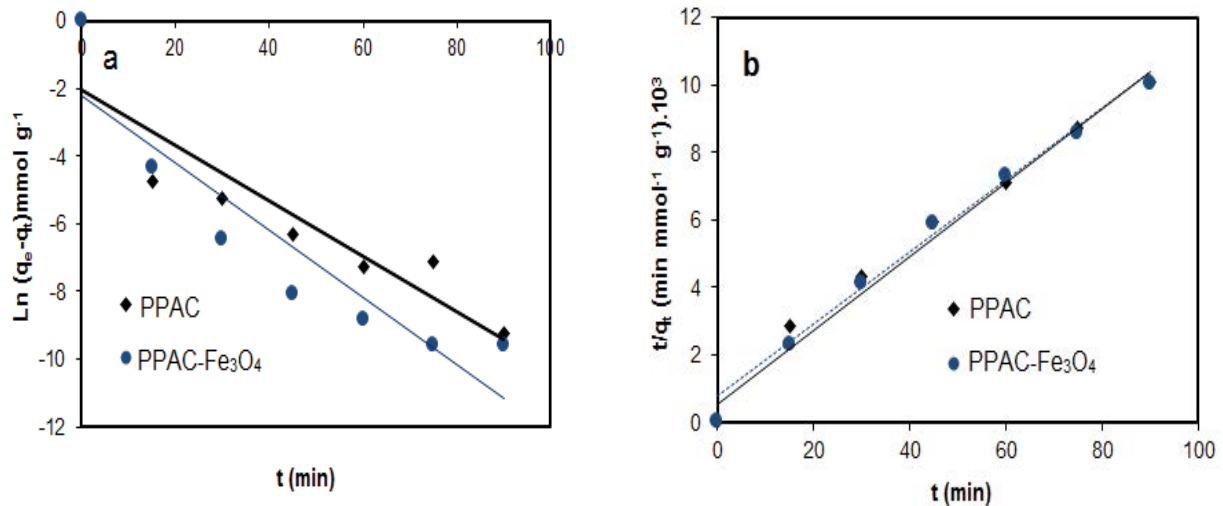 a
0
0
20
40
60
80
100
-2
-4
-6
-8
-10
-12
Ln (qₑ-qₜ)mmol g⁻¹
PPAC
PPAC-Fe₃O₄
t (min)
b
12
10
8
6
4
2
0
0
20
40
60
80
100
t/qₜ (min mmol⁻¹ g⁻¹).10³
PPAC
PPAC-Fe₃O₄
t (min)